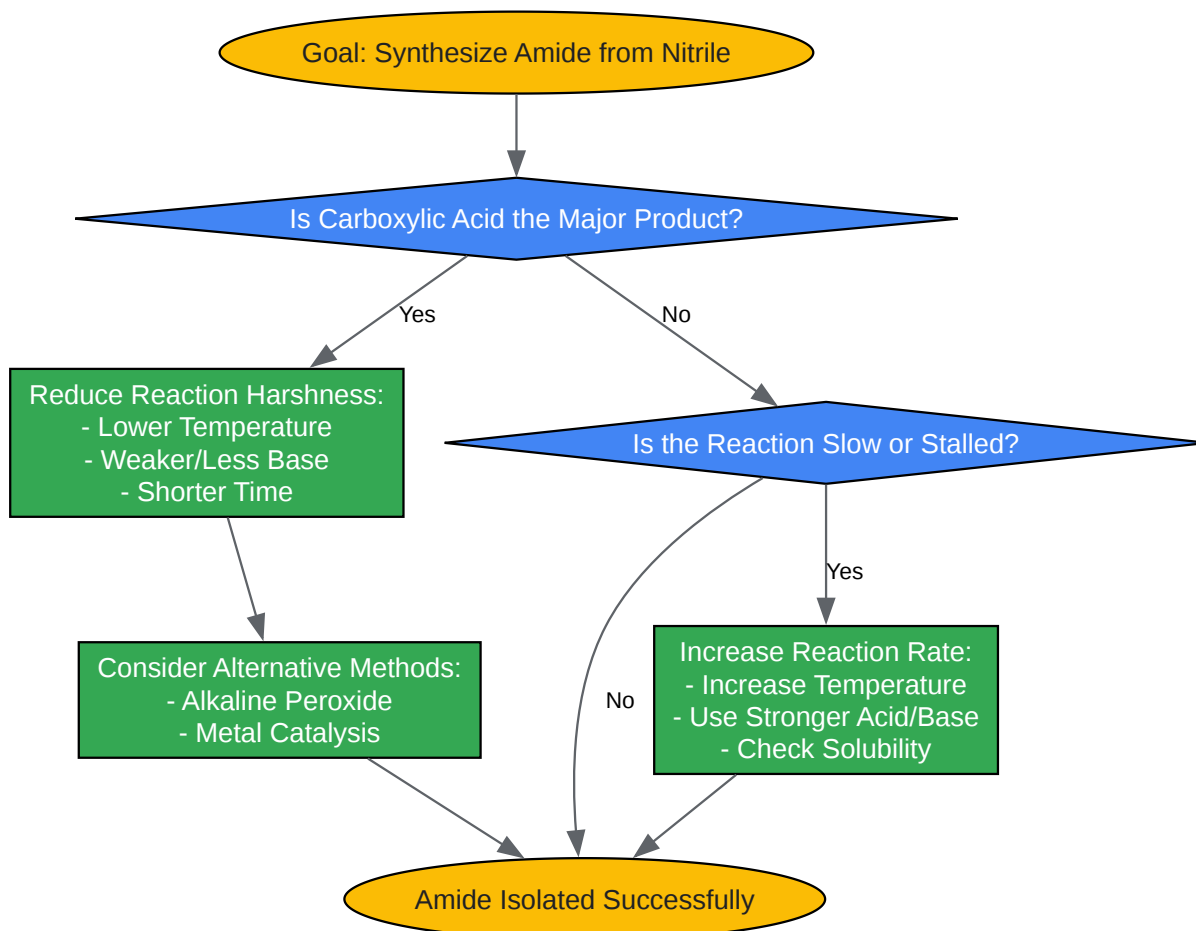 Goal: Synthesize Amide from Nitrile
Is Carboxylic Acid the Major Product?
Yes
No
Reduce Reaction Harshness:
- Lower Temperature
- Weaker/Less Base
- Shorter Time
Is the Reaction Slow or Stalled?
Yes
Consider Alternative Methods:
- Alkaline Peroxide
- Metal Catalysis
No
Increase Reaction Rate:
- Increase Temperature
- Use Stronger Acid/Base
- Check Solubility
Amide Isolated Successfully